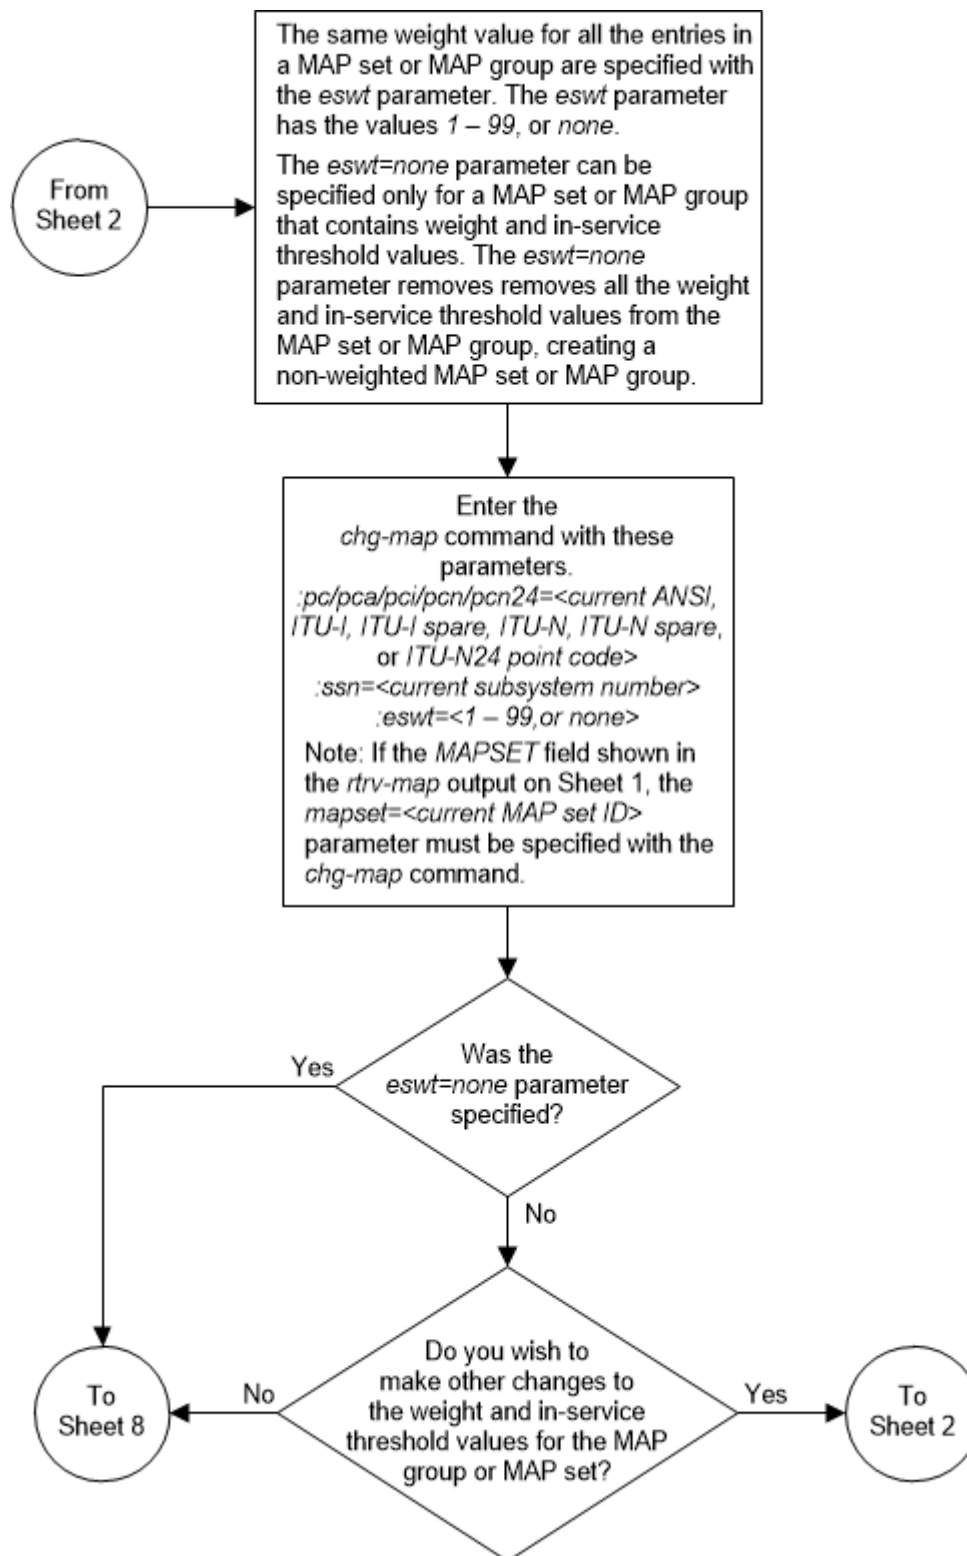 The same weight value for all the entries in
a MAP set or MAP group are specified with
the eswt parameter. The eswt parameter
has the values 1 – 99, or none.
The eswt=none parameter can be
specified only for a MAP set or MAP group
that contains weight and in-service
threshold values. The eswt=none
parameter removes removes all the weight
and in-service threshold values from the
MAP set or MAP group, creating a
non-weighted MAP set or MAP group.
From
Sheet 2
Enter the
chg-map command with these
parameters.
:pc/pca/pci/pcn/pcn24=<current ANSI,
ITU-I, ITU-I spare, ITU-N, ITU-N spare,
or ITU-N24 point code>
:ssn=<current subsystem number>
:eswt=<1 – 99,or none>
Note: If the MAPSET field shown in
the rtrv-map output on Sheet 1, the
mapset=<current MAP set ID>
parameter must be specified with the
chg-map command.
Yes
Was the
eswt=none parameter
specified?
No
Do you wish to
make other changes to
the weight and in-service
threshold values for the MAP
group or MAP set?
No
Yes
To
Sheet 8
To
Sheet 2